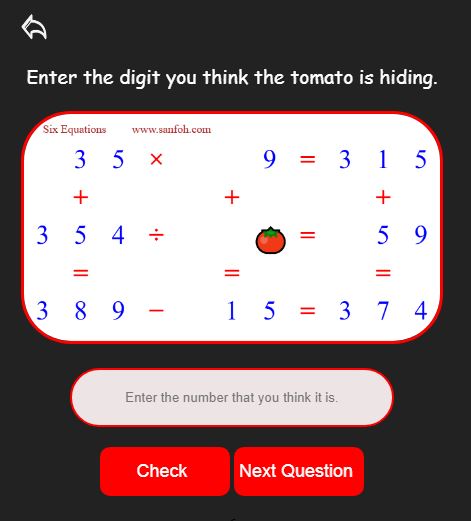 Enter the digit you think the tomato is hiding.
Six Equations www.sanfoh.com
3 5 × 9 = 3 1 5
+ + +
3 5 4 ÷ = 5 9
= = =
3 8 9 − 1 5 = 3 7 4
Enter the number that you think it is.
Check Next Question